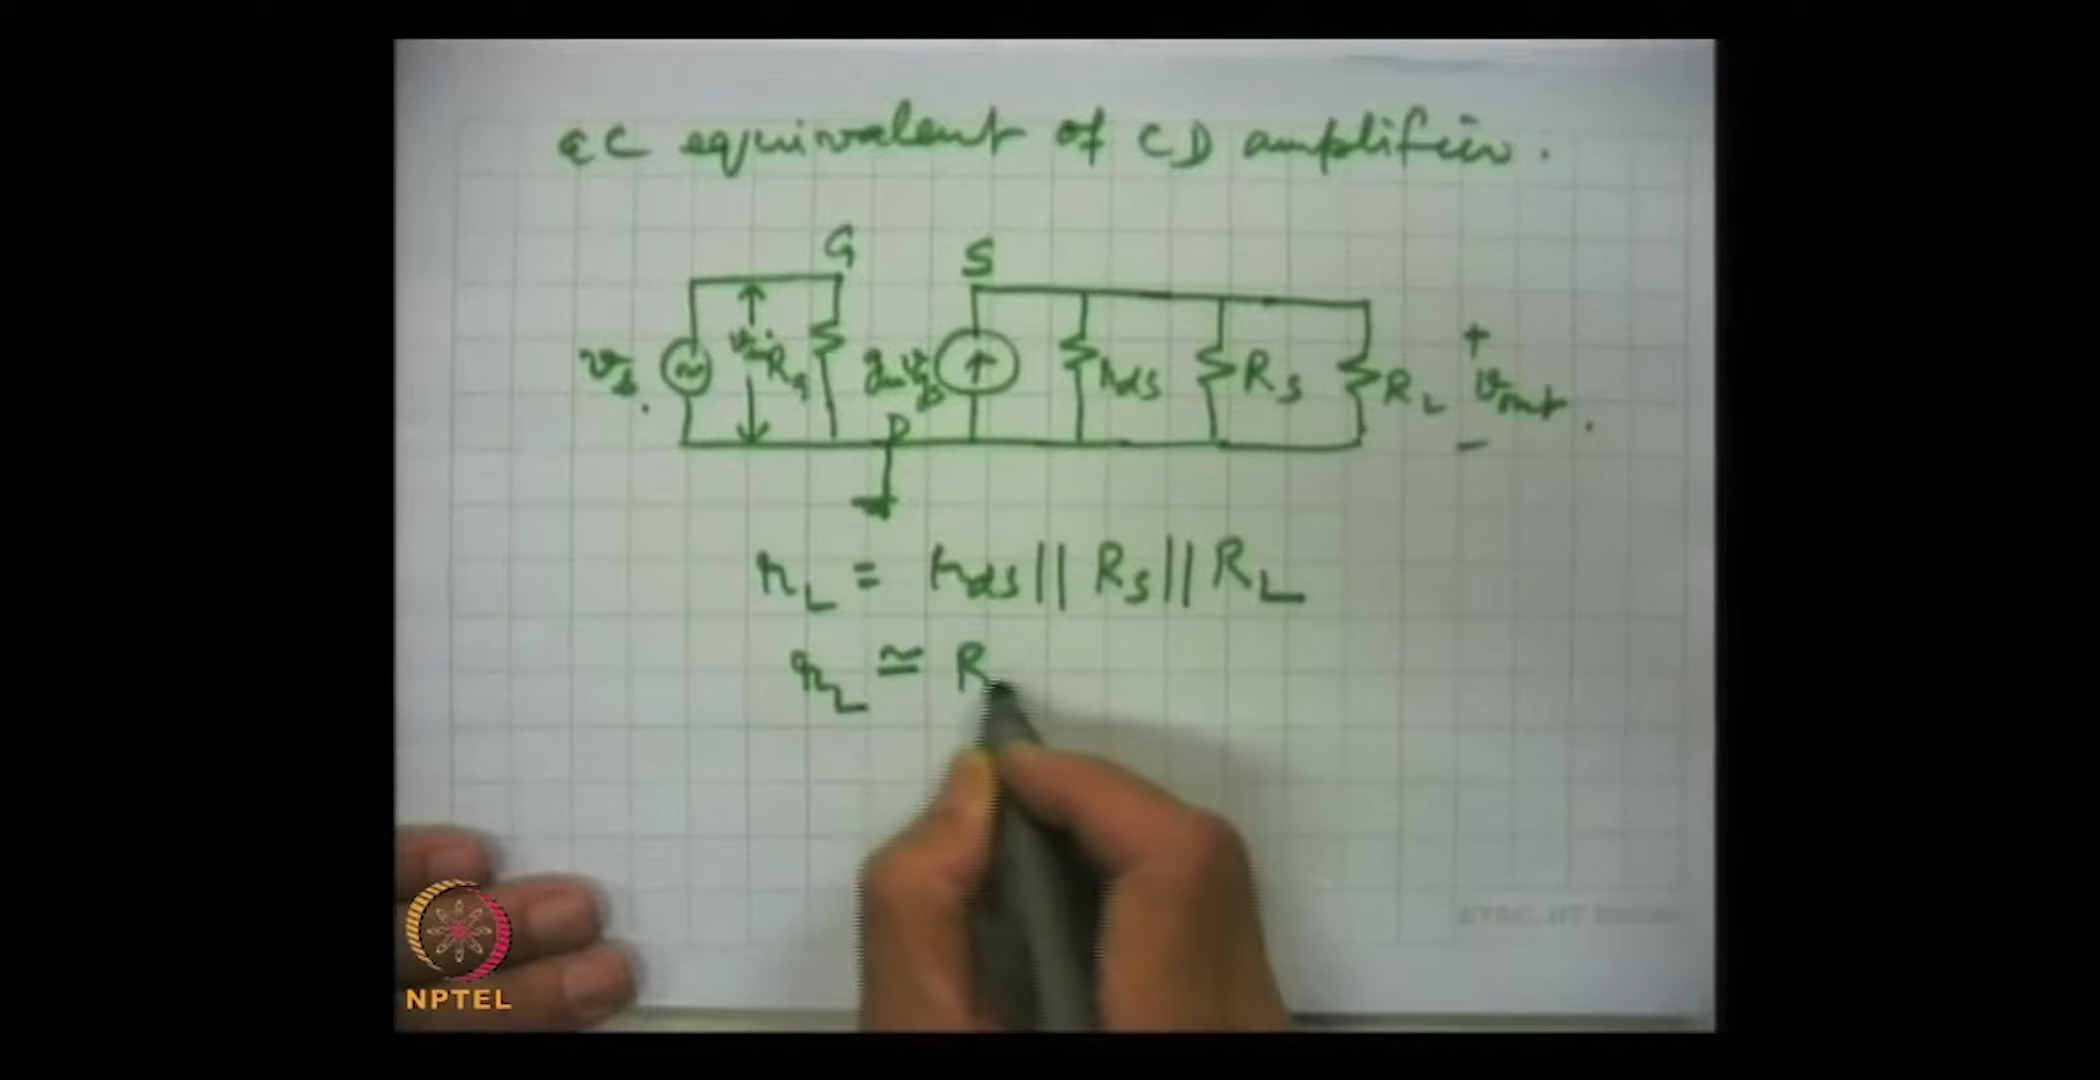 ac equivalent of CD amplifier.
G
S
vs.
vi
RG
gmvgs
rds
RS
RL
+
vout.
-
D
rL = rds || RS || RL
rL ≅ R
NPTEL